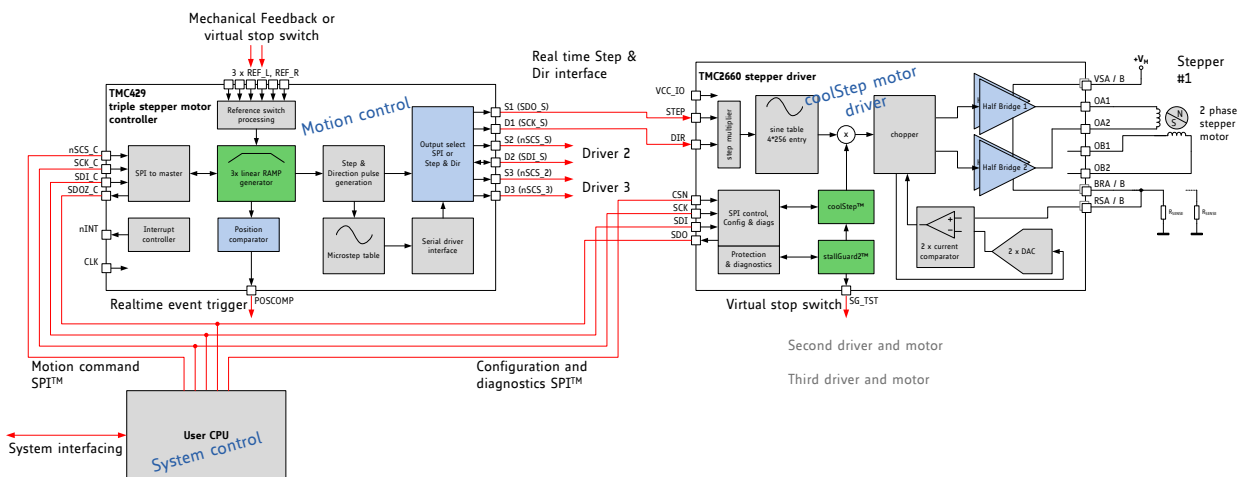 Mechanical Feedback or
virtual stop switch
3 x REF_L, REF_R
TMC429
triple stepper motor
controller
Reference switch
processing
Motion control
nSCS_C
SCK_C
SDI_C
SDOZ_C
nINT
CLK
SPI to master
3x linear RAMP
generator
Step &
Direction pulse
generation
Output select
SPI or
Step & Dir
Interrupt
controller
Position
comparator
Microstep table
Serial driver
interface
S1 (SDO_S)
D1 (SCK_S)
S2 (nSCS_S)
D2 (SDI_S)
S3 (nSCS_2)
D3 (nSCS_3)
Driver 2
Driver 3
Realtime event trigger
POSCOMP
Real time Step &
Dir interface
TMC2660 stepper driver
coolStep motor
driver
VCC_IO
STEP
DIR
CSN
SCK
SDI
SDO
step multiplier
sine table
4*256 entry
x
chopper
Half Bridge 1
Half Bridge 2
+VM
VSA / B
OA1
OA2
OB1
OB2
BRA / B
RSA / B
Stepper
#1
N
S
2 phase
stepper
motor
RSENSE
RSENSE
SPI control,
Config & diags
coolStep™
Protection
& diagnostics
stallGuard2™
2 x current
comparator
2 x DAC
Virtual stop switch
SG_TST
Second driver and motor
Third driver and motor
Motion command
SPI™
Configuration and
diagnostics SPI™
User CPU
System control
System interfacing